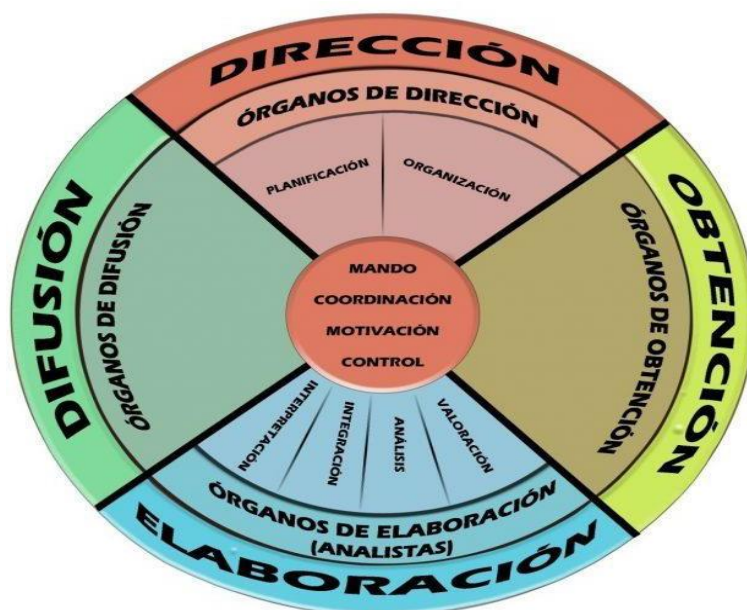 DIRECCIÓN
ÓRGANOS DE DIRECCIÓN
PLANIFICACIÓN
ORGANIZACIÓN
OBTENCIÓN
ÓRGANOS DE OBTENCIÓN
MANDO
COORDINACIÓN
MOTIVACIÓN
CONTROL
DIFUSIÓN
ÓRGANOS DE DIFUSIÓN
INTERPRETACIÓN
INTEGRACIÓN
ANÁLISIS
VALORACIÓN
ÓRGANOS DE ELABORACIÓN
(ANALISTAS)
ELABORACIÓN